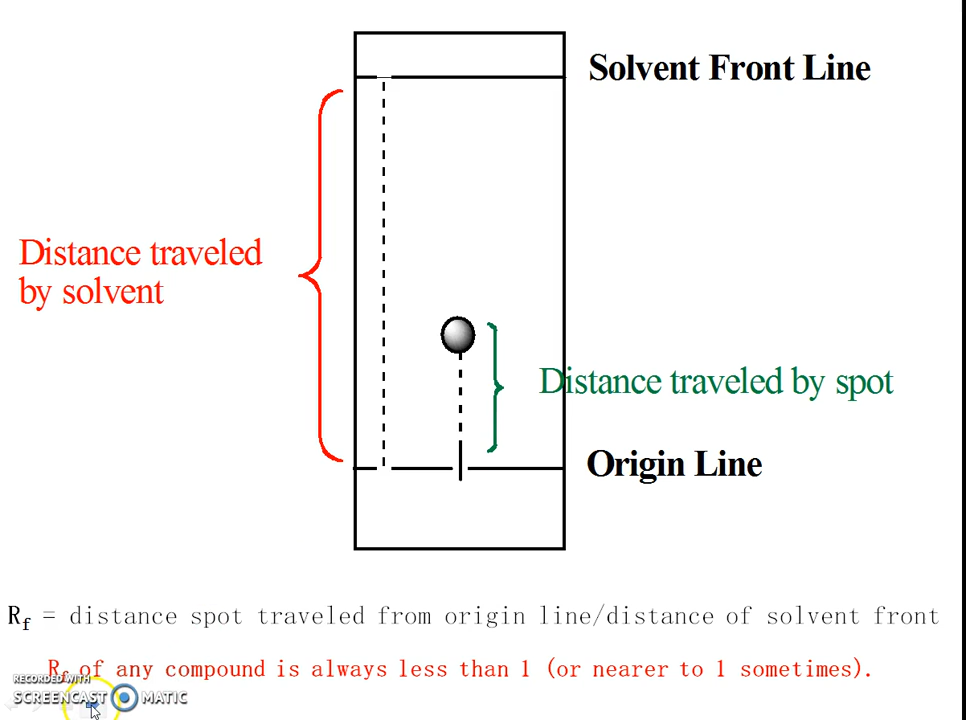 Solvent Front Line
Distance traveled
by solvent
Distance traveled by spot
Origin Line
Rf = distance spot traveled from origin line/distance of solvent front
Rf of any compound is always less than 1 (or nearer to 1 sometimes).
RECORDED WITH
SCREENCAST MATIC